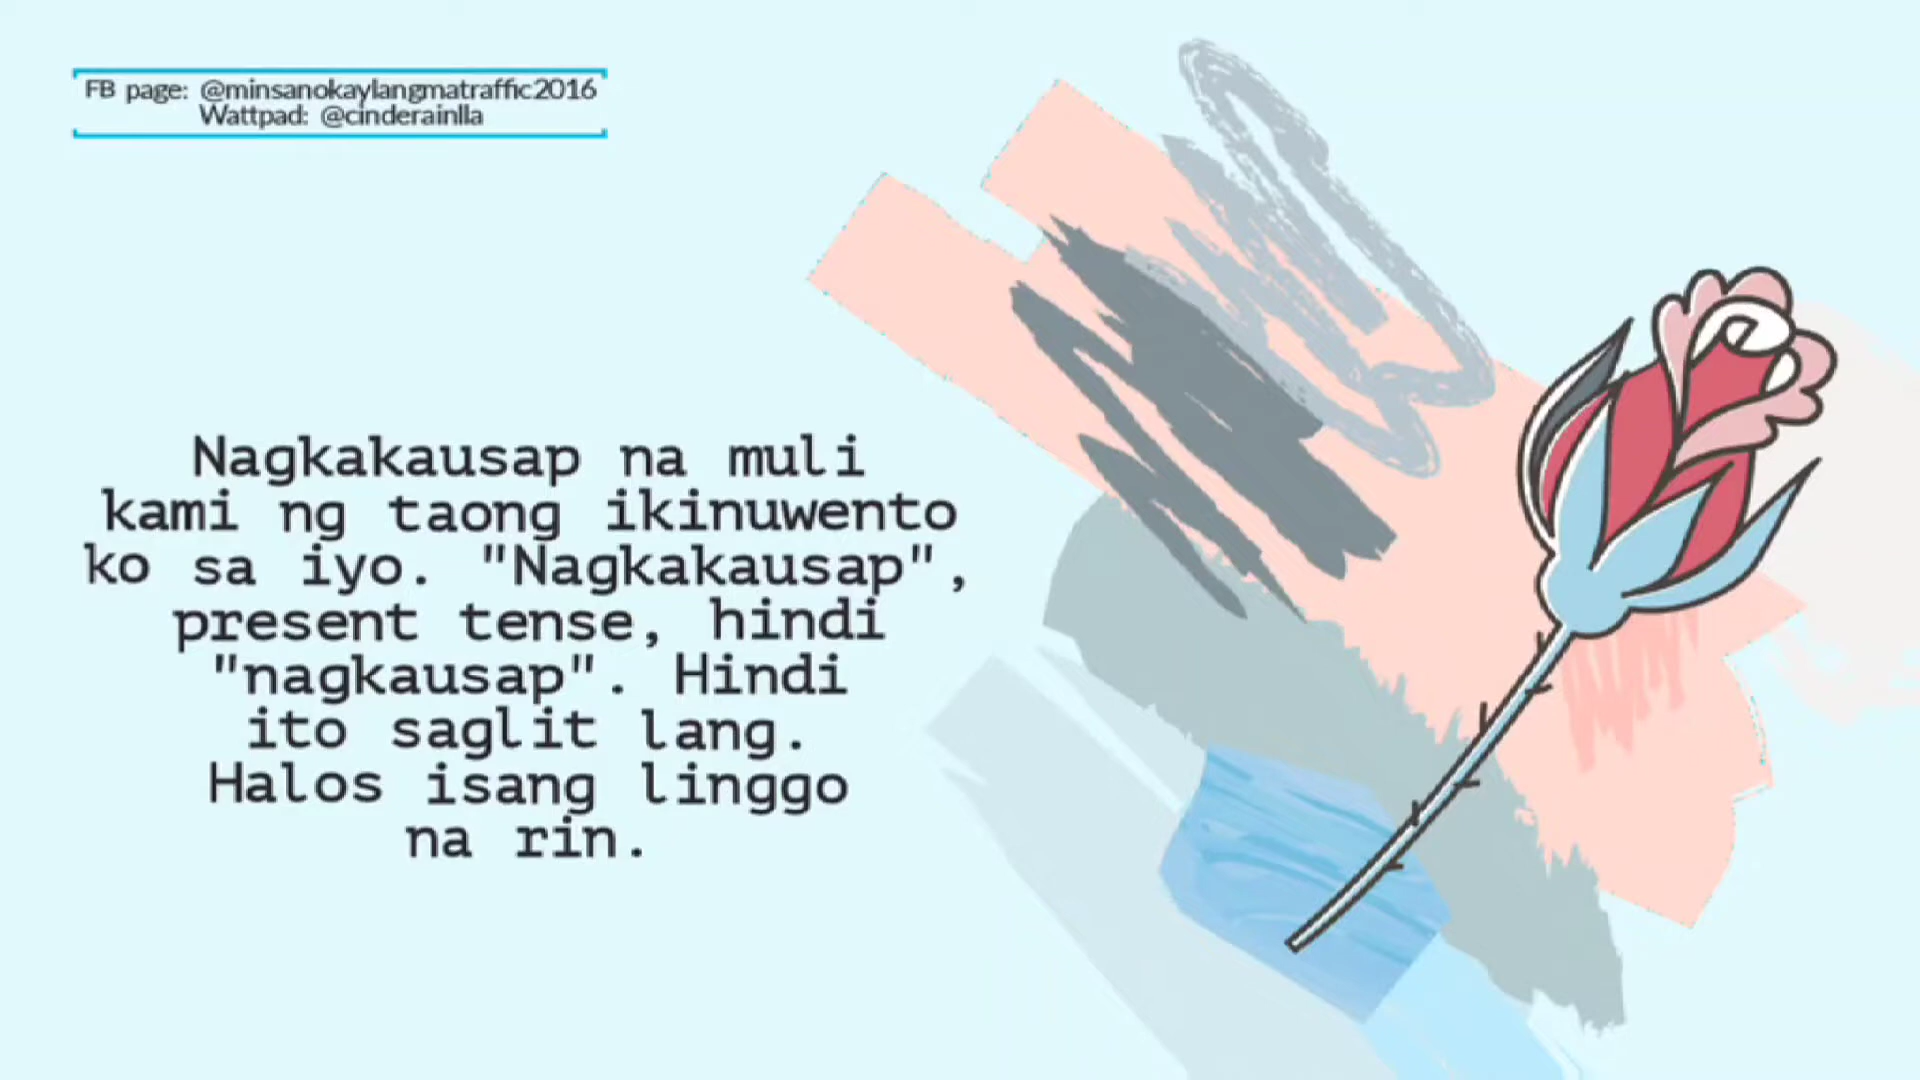 FB page: @minsanokaylangmatraffic2016
Wattpad: @cinderainlla
Nagkakausap na muli
kami ng taong ikinuwento
ko sa iyo. "Nagkakausap",
present tense, hindi
"nagkausap". Hindi
ito saglit lang.
Halos isang linggo
na rin.